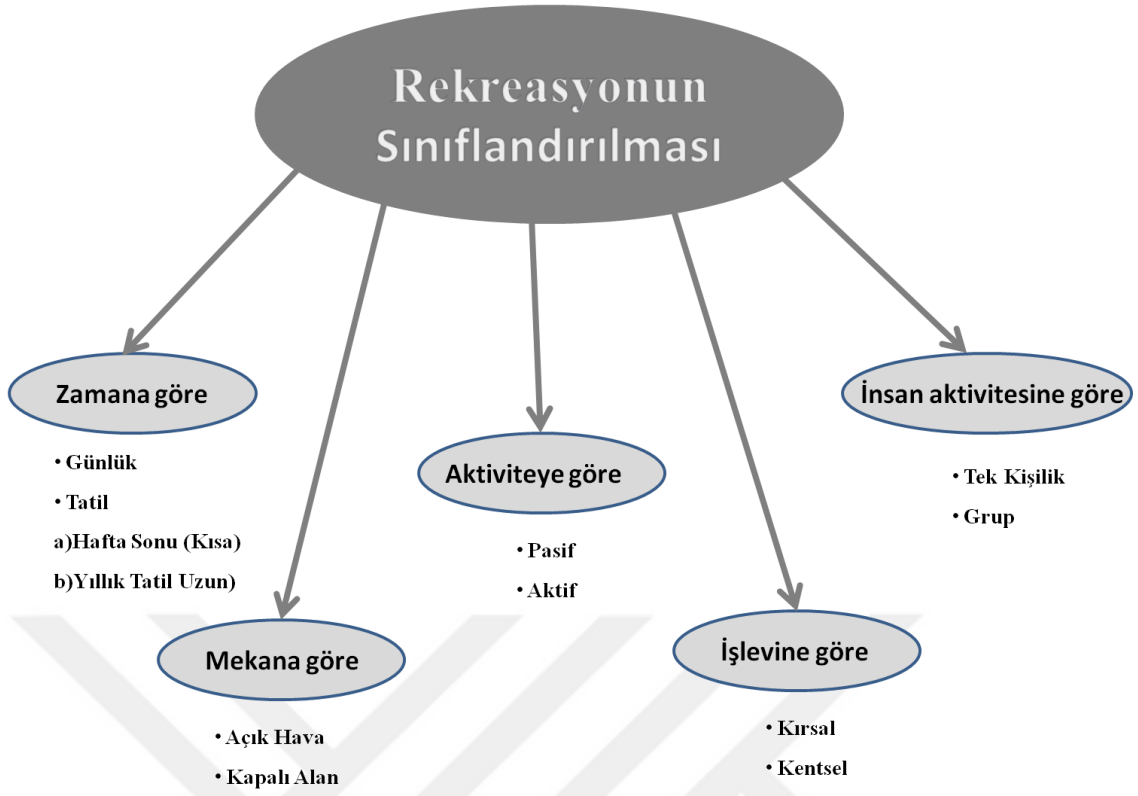 Rekreasyonun
Sınıflandırılması
Zamana göre
• Günlük
• Tatil
a)Hafta Sonu (Kısa)
b)Yıllık Tatil Uzun)
Mekana göre
• Açık Hava
• Kapalı Alan
Aktiviteye göre
• Pasif
• Aktif
İşlevine göre
• Kırsal
• Kentsel
İnsan aktivitesine göre
• Tek Kişilik
• Grup